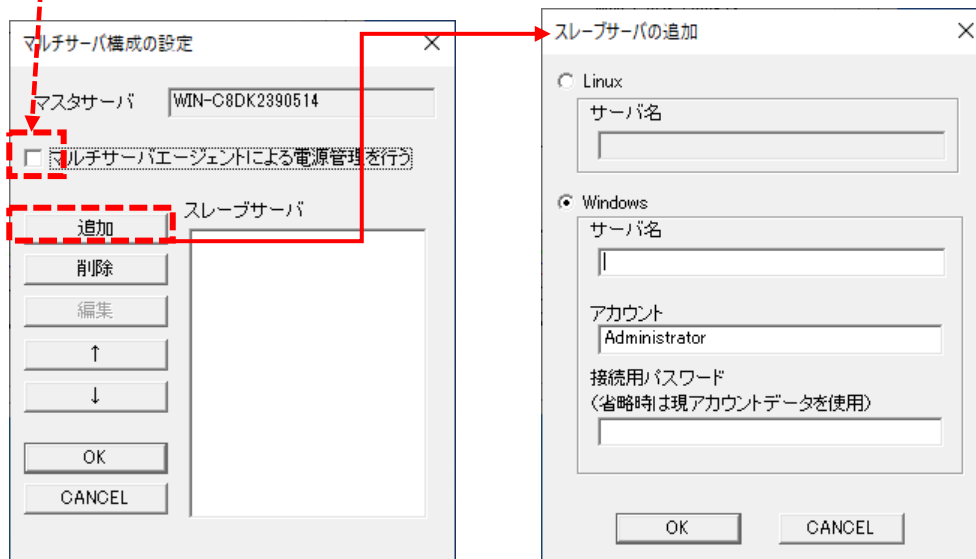 マルチサーバ構成の設定
マスタサーバ WIN-C8DK2390514
マルチサーバエージェントによる電源管理を行う
追加
スレーブサーバ
削除
編集
↑
↓
OK
CANCEL
スレーブサーバの追加
Linux
サーバ名
Windows
サーバ名
アカウント
Administrator
接続用パスワード
(省略時は現アカウントデータを使用)
OK CANCEL